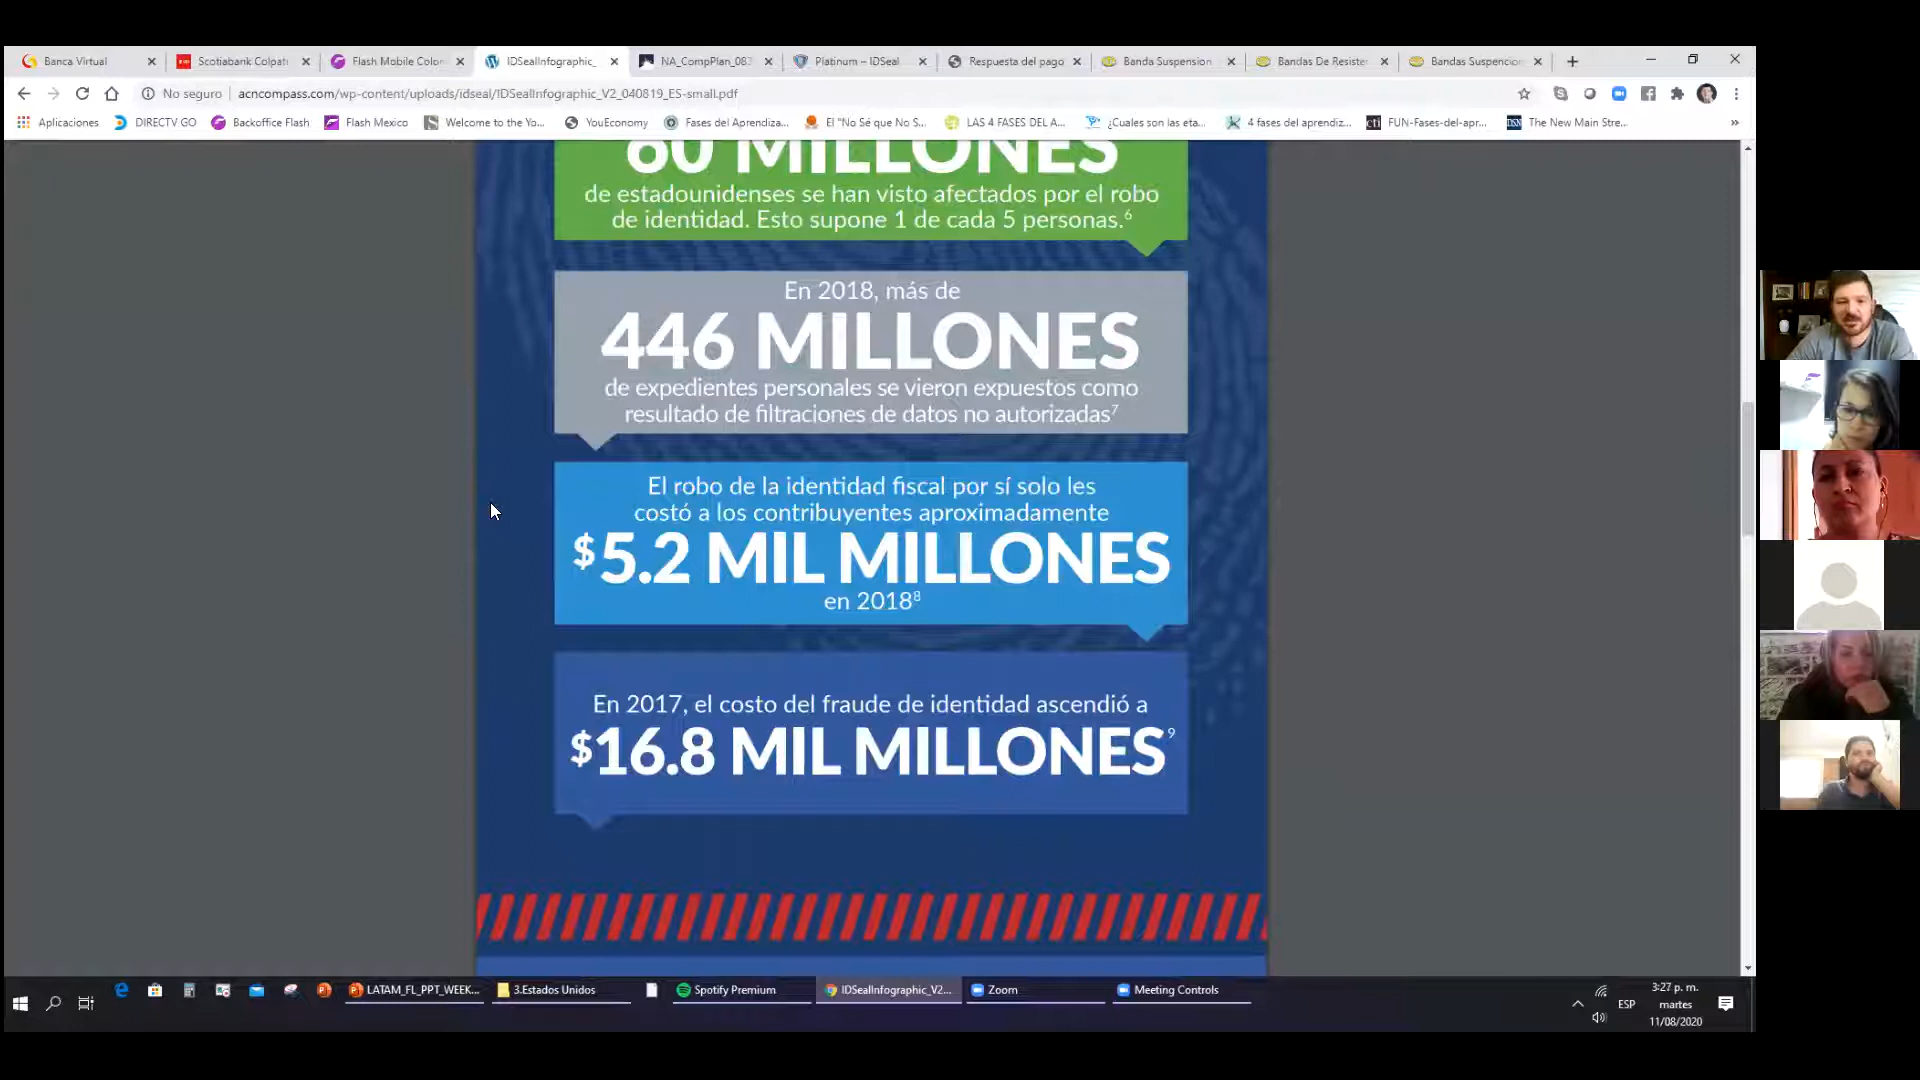 Banca Virtual
Scotiabank Colpat
Flash Mobile Colon
IDSealInfographic_
NA_CompPlan_083
Platinum – IDSeal
Respuesta del pago
Banda Suspension
Bandas De Resiste
Bandas Suspencion
No seguro
acncompass.com/wp-content/uploads/idseal/IDSealInfographic_V2_040819_ES-small.pdf
Aplicaciones
DIRECTV GO
Backoffice Flash
Flash Mexico
Welcome to the Yo...
YouEconomy
Fases del Aprendiza...
El "No Sé que No S...
LAS 4 FASES DEL A...
¿Cuales son las eta...
4 fases del aprendiz...
FUN-Fases-del-apr...
The New Main Stre...
60 MILLONES
de estadounidenses se han visto afectados por el robo
de identidad. Esto supone 1 de cada 5 personas.⁶
En 2018, más de
446 MILLONES
de expedientes personales se vieron expuestos como
resultado de filtraciones de datos no autorizadas⁷
El robo de la identidad fiscal por sí solo les
costó a los contribuyentes aproximadamente
$5.2 MIL MILLONES
en 2018⁸
En 2017, el costo del fraude de identidad ascendió a
$16.8 MIL MILLONES⁹
LATAM_FL_PPT_WEEK...
3.Estados Unidos
Spotify Premium
IDSealInfographic_V2...
Zoom
Meeting Controls
ESP
3:27 p. m.
martes
11/08/2020